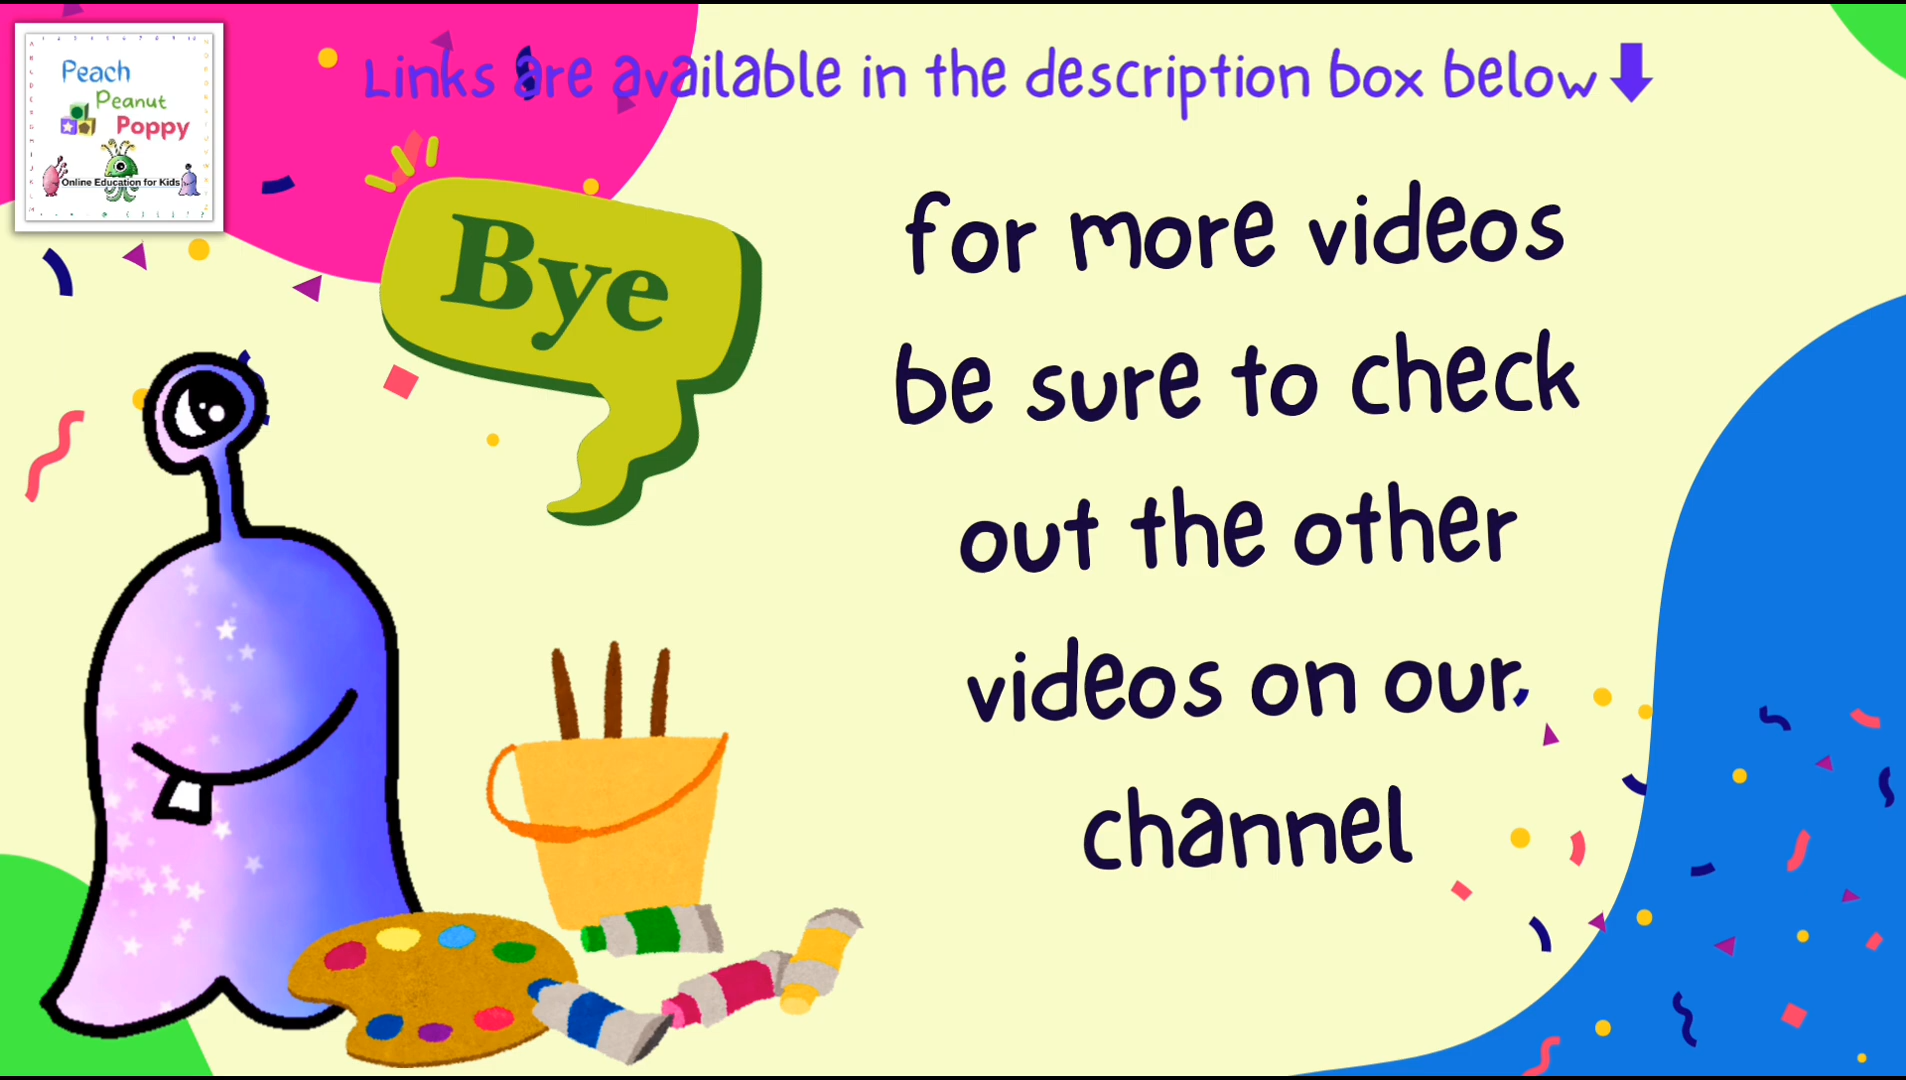 Peach
Peanut
Poppy
Online Education for Kids
Links are available in the description box below
Bye
for more videos
be sure to check
out the other
videos on our
channel